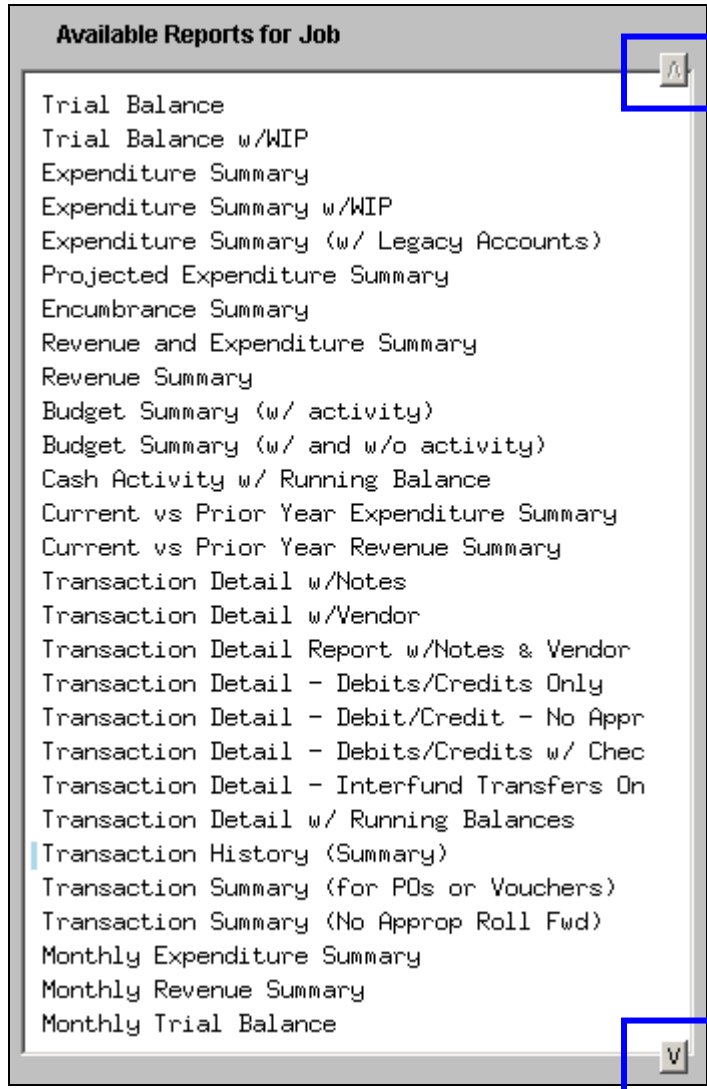 Available Reports for Job
Λ
Trial Balance
Trial Balance w/WIP
Expenditure Summary
Expenditure Summary w/WIP
Expenditure Summary (w/ Legacy Accounts)
Projected Expenditure Summary
Encumbrance Summary
Revenue and Expenditure Summary
Revenue Summary
Budget Summary (w/ activity)
Budget Summary (w/ and w/o activity)
Cash Activity w/ Running Balance
Current vs Prior Year Expenditure Summary
Current vs Prior Year Revenue Summary
Transaction Detail w/Notes
Transaction Detail w/Vendor
Transaction Detail Report w/Notes & Vendor
Transaction Detail - Debits/Credits Only
Transaction Detail - Debit/Credit - No Appr
Transaction Detail - Debits/Credits w/ Chec
Transaction Detail - Interfund Transfers On
Transaction Detail w/ Running Balances
Transaction History (Summary)
Transaction Summary (for POs or Vouchers)
Transaction Summary (No Approp Roll Fwd)
Monthly Expenditure Summary
Monthly Revenue Summary
Monthly Trial Balance
V